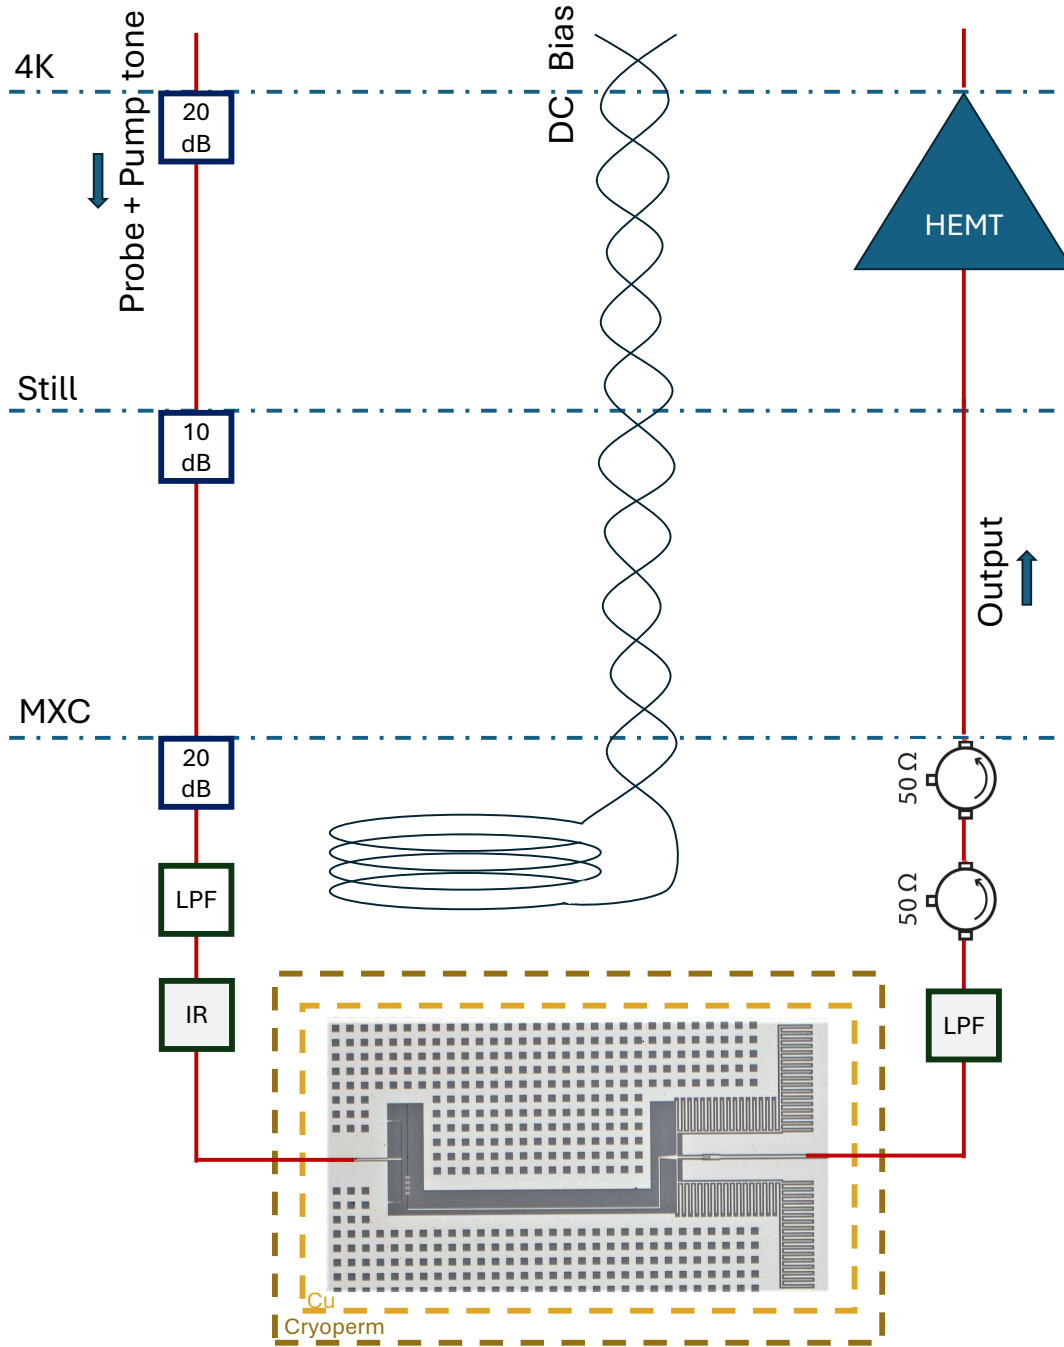 4K
Probe + Pump tone
20
dB
DC Bias
HEMT
Still
10
dB
Output
MXC
20
dB
50 Ω
LPF
50 Ω
IR
LPF
Cu
Cryoperm